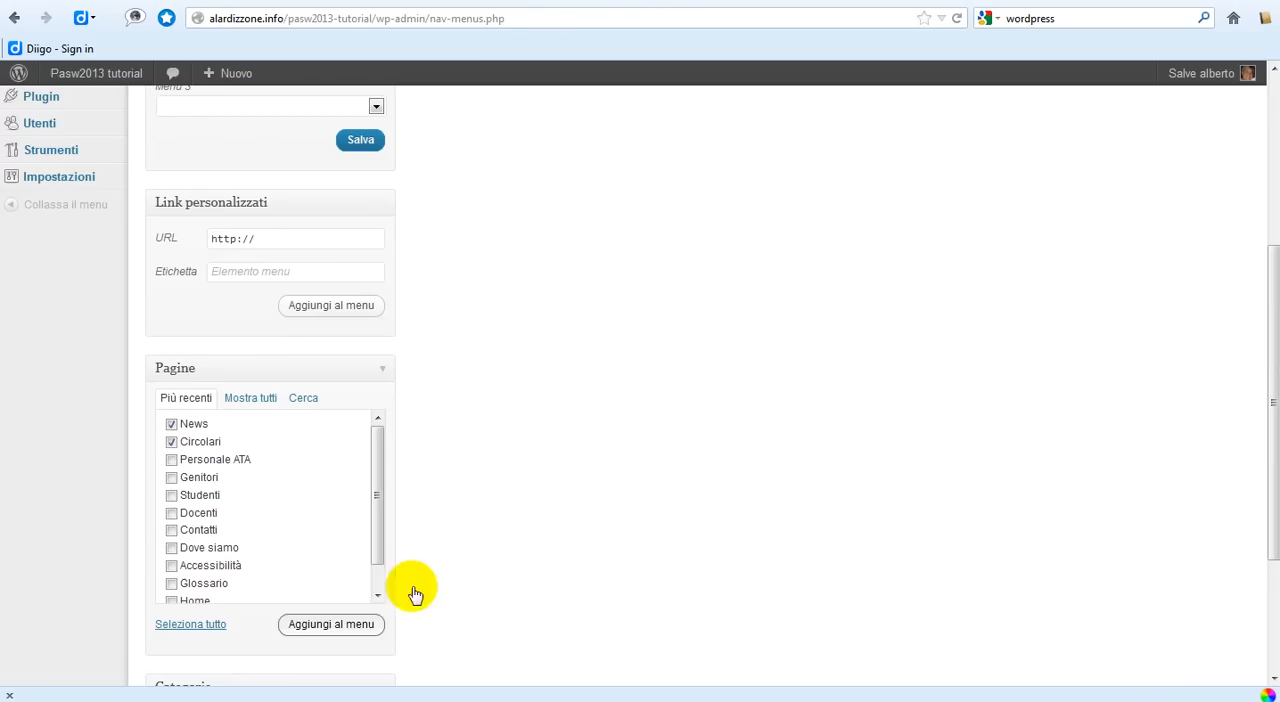 alardizzone.info/pasw2013-tutorial/wp-admin/nav-menus.php
wordpress
Diigo - Sign in
Pasw2013 tutorial
Nuovo
Salve alberto
Plugin
Utenti
Strumenti
Impostazioni
Collassa il menu
Menu 3
Salva
Link personalizzati
URL
http://
Etichetta
Elemento menu
Aggiungi al menu
Pagine
Più recenti
Mostra tutti
Cerca
News
Circolari
Personale ATA
Genitori
Studenti
Docenti
Contatti
Dove siamo
Accessibilità
Glossario
Home
Seleziona tutto
Aggiungi al menu
Categorie